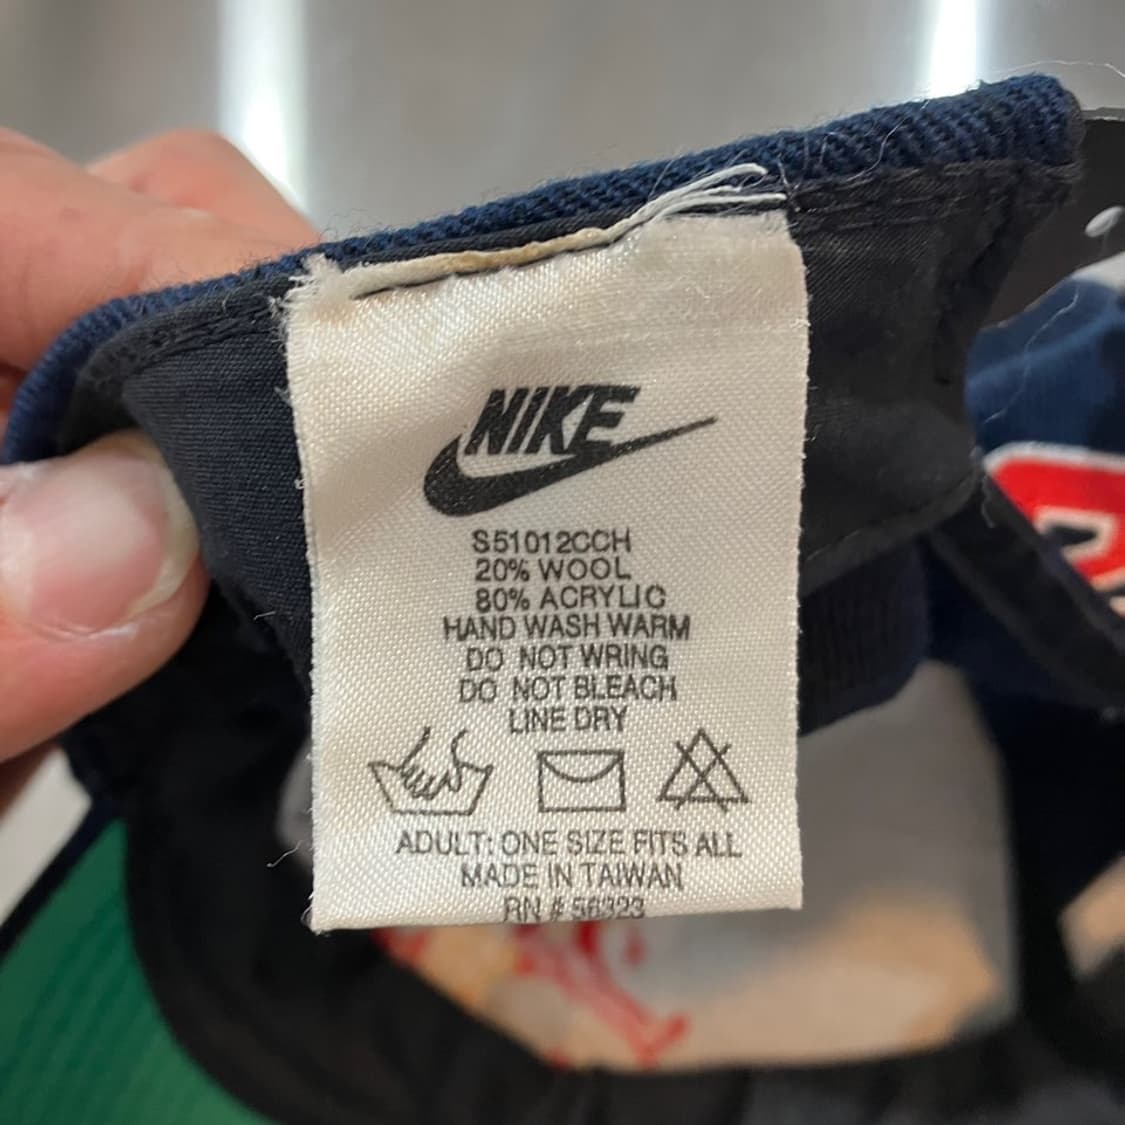 NIKE
S51012CCH
20% WOOL
80% ACRYLIC
HAND WASH WARM
DO NOT WRING
DO NOT BLEACH
LINE DRY
ADULT: ONE SIZE FITS ALL
MADE IN TAIWAN
RN # 56323